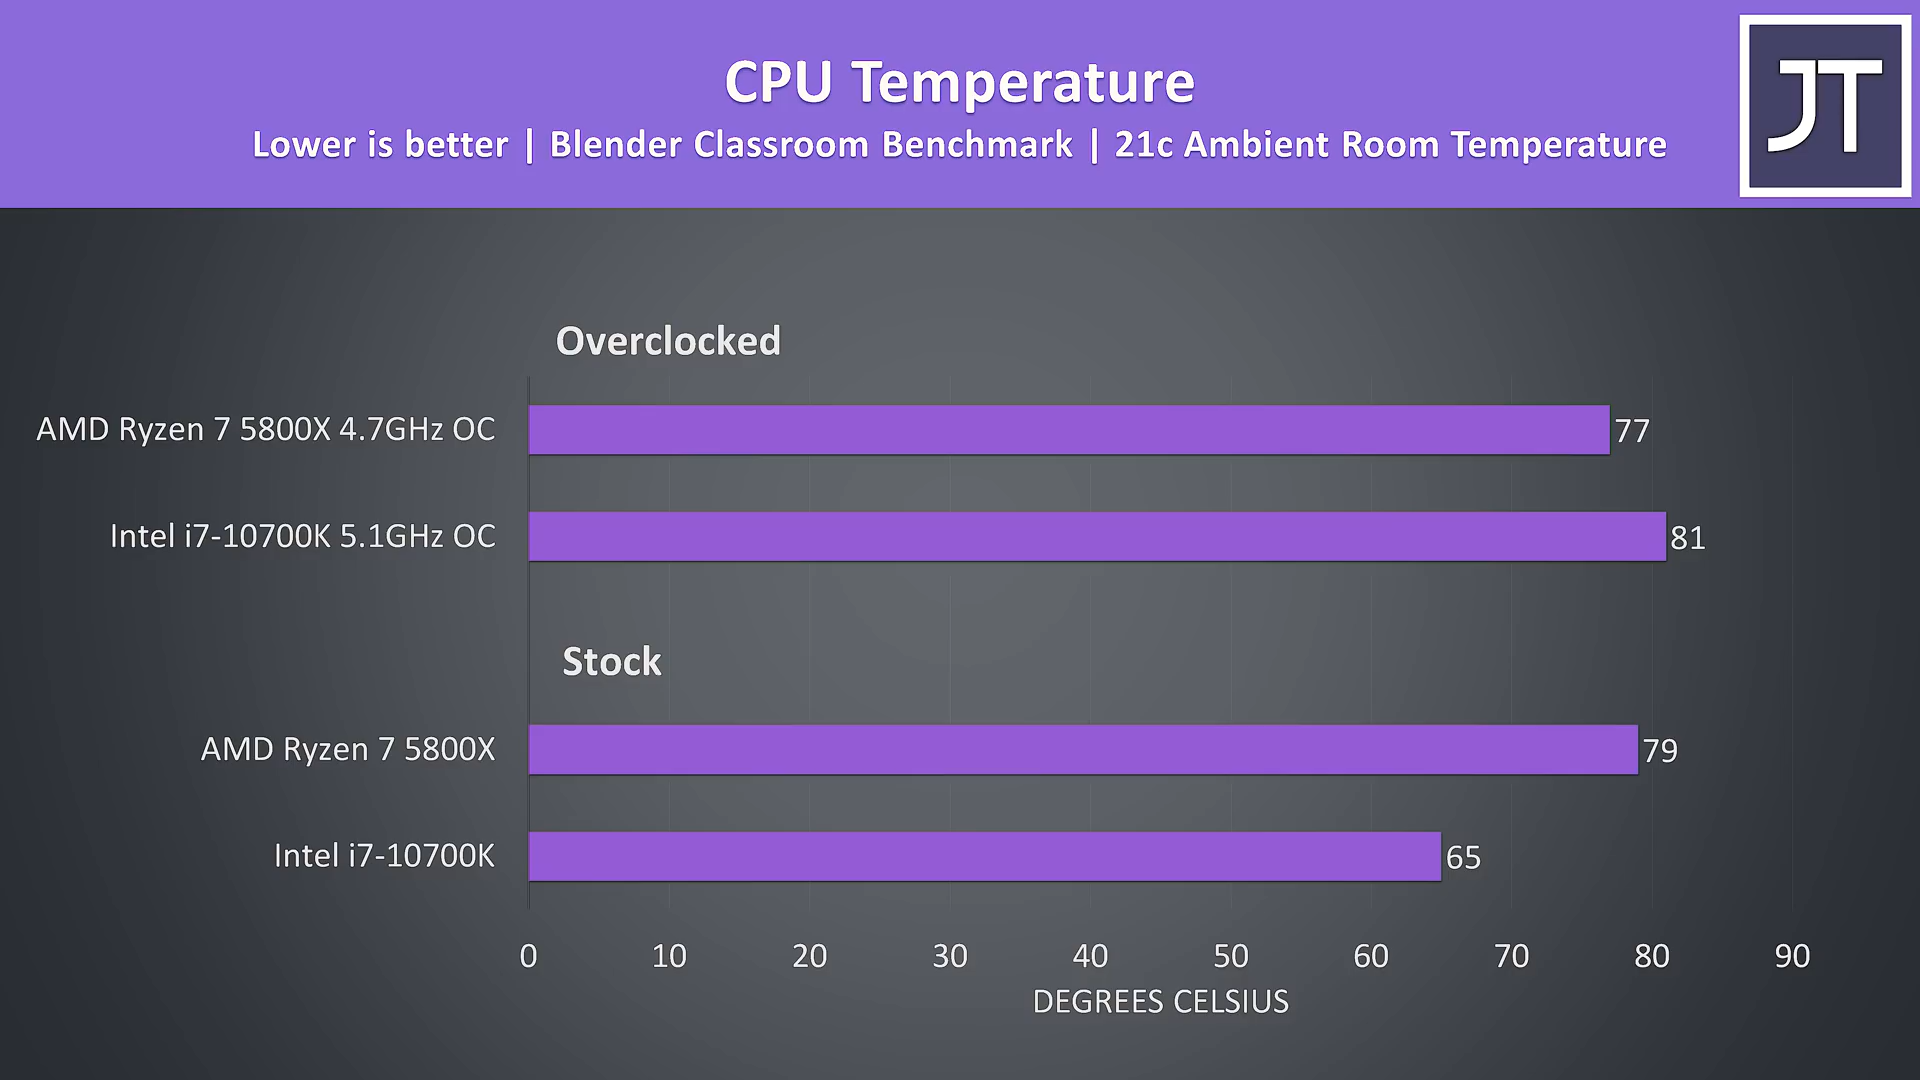 CPU Temperature
Lower is better | Blender Classroom Benchmark | 21c Ambient Room Temperature
JT
Overclocked
AMD Ryzen 7 5800X 4.7GHz OC 77
Intel i7-10700K 5.1GHz OC 81
Stock
AMD Ryzen 7 5800X 79
Intel i7-10700K 65
0 10 20 30 40 50 60 70 80 90
DEGREES CELSIUS